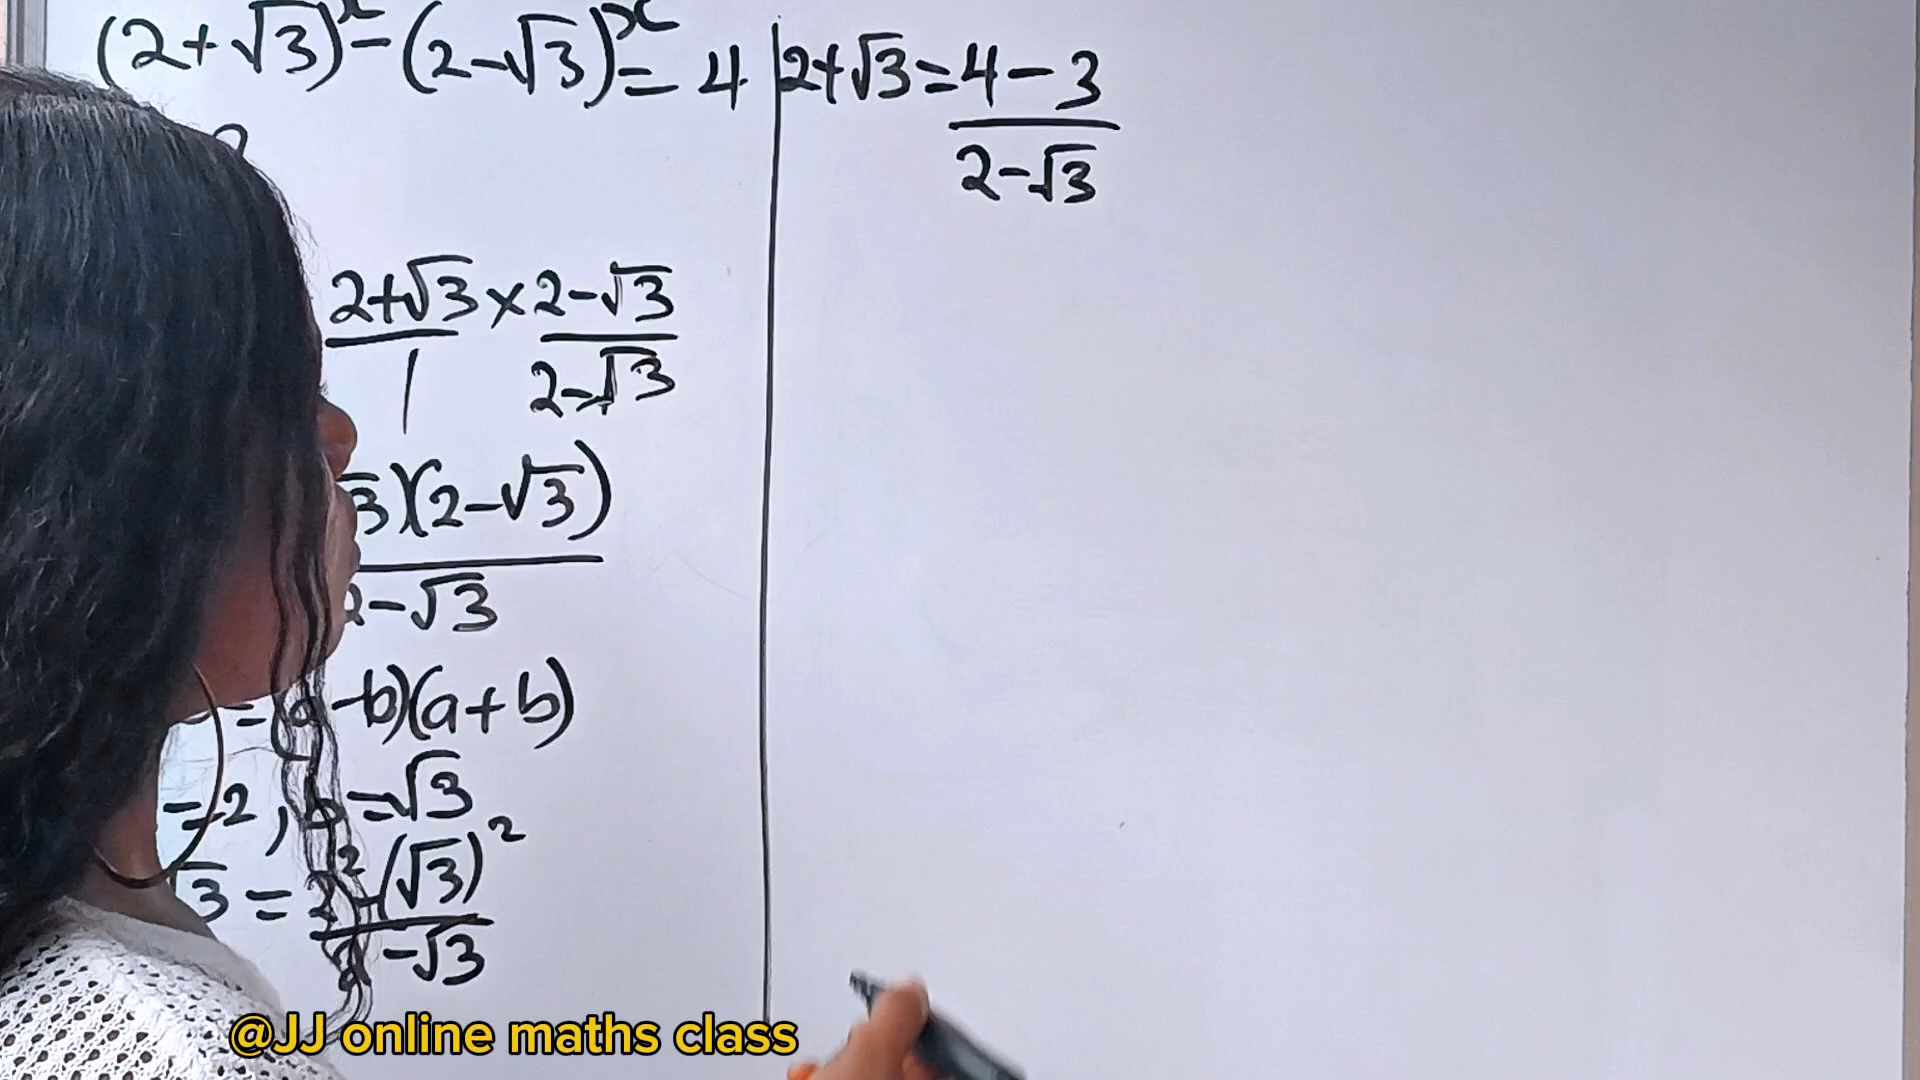 (2+√3)ˣ-(2-√3)ˣ=4
2+√3 × 2-√3
1 2-√3
3)(2-√3)
2-√3
-b)(a+b)
=2, b=√3
3 = 2²-(√3)²
2-√3
2+√3=4-3
2-√3
@JJ online maths class